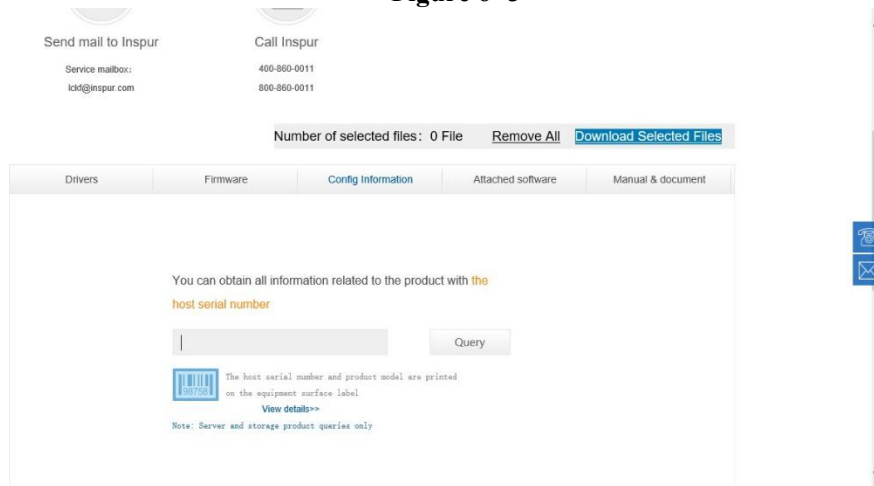 Send mail to Inspur
Call Inspur
Service mailbox:
400-860-0011
lckf@inspur.com
800-860-0011
Number of selected files: 0 File Remove All Download Selected Files
Drivers Firmware Config Information Attached software Manual & document
You can obtain all information related to the product with the
host serial number
Query
The host serial number and product model are printed
98758 on the equipment surface label
View details>>
Note: Server and storage product queries only